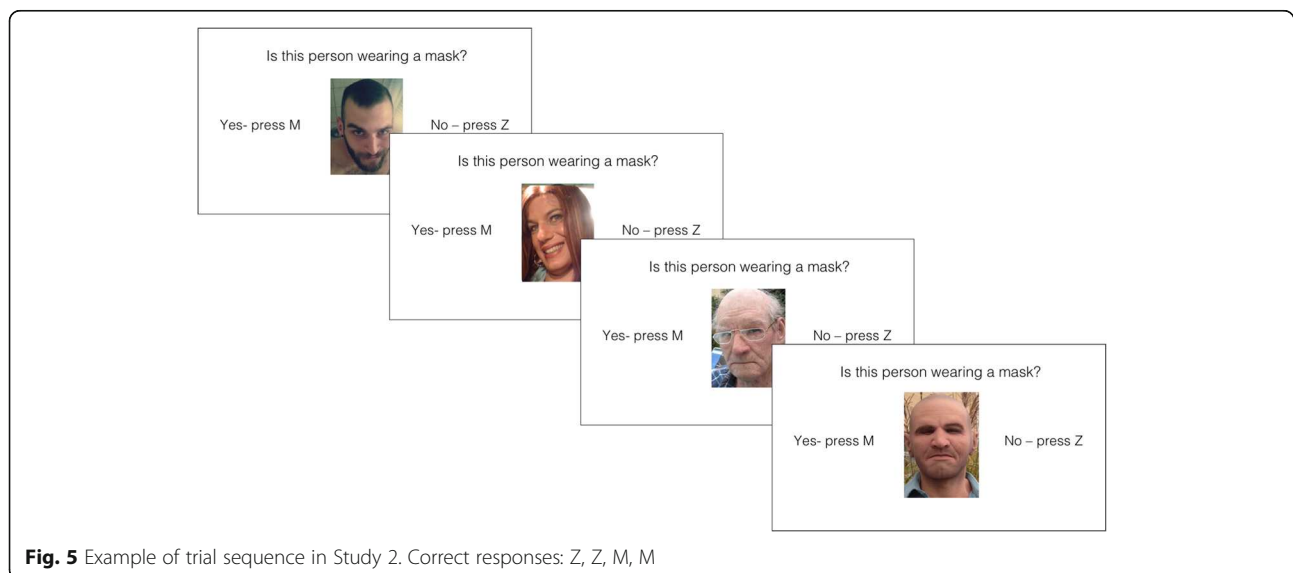 Is this person wearing a mask?
Yes- press M No – press Z
Is this person wearing a mask?
Yes- press M No – press Z
Is this person wearing a mask?
Yes- press M No – press Z
Is this person wearing a mask?
Yes- press M No – press Z
Fig. 5 Example of trial sequence in Study 2. Correct responses: Z, Z, M, M